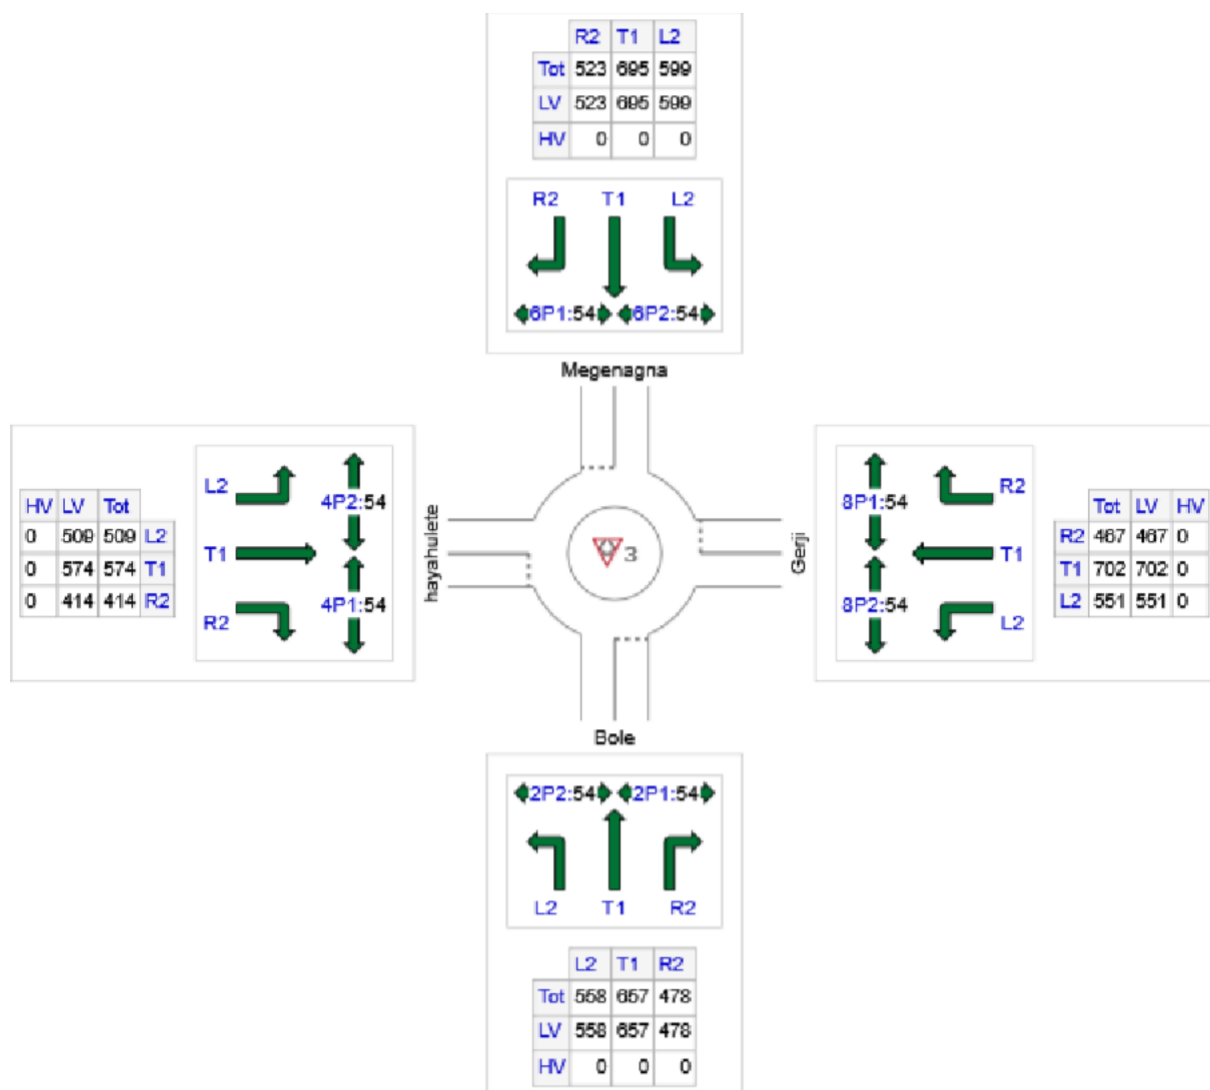 R2 T1 L2
Tot 523 695 599
LV 523 695 599
HV 0 0 0
R2 T1 L2
6P1:54 6P2:54
Megenagna
HV LV Tot
0 509 509 L2
0 574 574 T1
0 414 414 R2
L2
T1
R2
4P2:54
4P1:54
hayahulete
3
Gerji
8P1:54
8P2:54
R2
T1
L2
Tot LV HV
R2 467 467 0
T1 702 702 0
L2 551 551 0
Bole
2P2:54 2P1:54
L2 T1 R2
L2 T1 R2
Tot 558 657 478
LV 558 657 478
HV 0 0 0